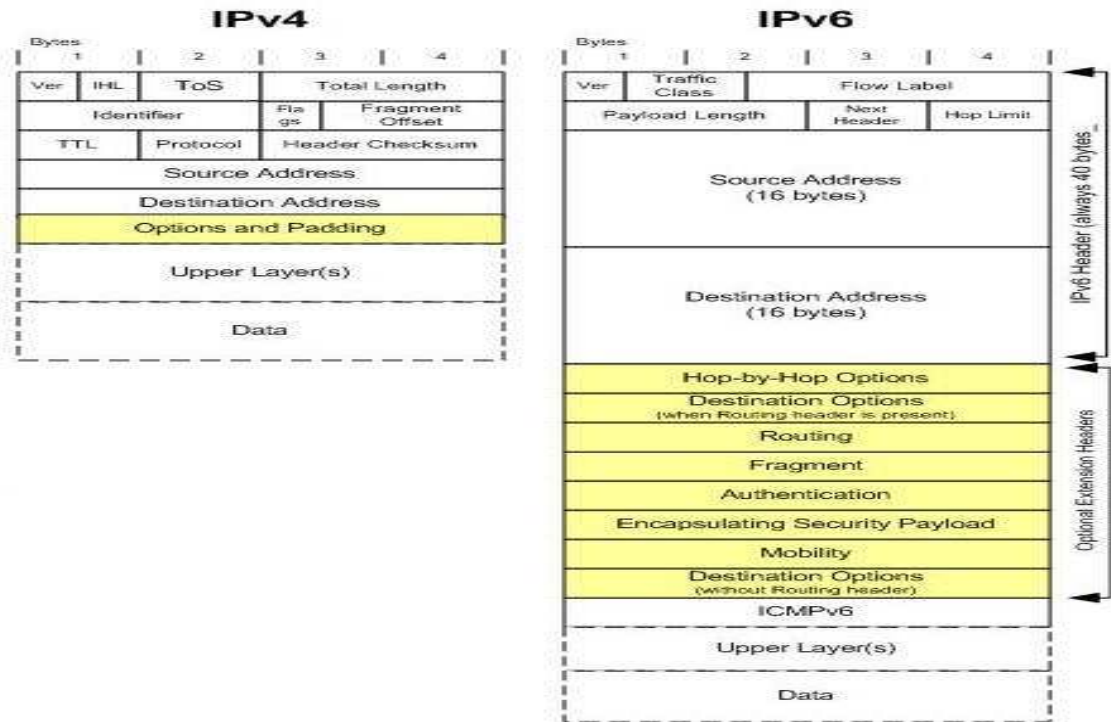 IPv4
Bytes
1 2 3 4
Ver IHL ToS Total Length
Identifier Fla
gs Fragment
Offset
TTL Protocol Header Checksum
Source Address
Destination Address
Options and Padding
Upper Layer(s)
Data
IPv6
Bytes
1 2 3 4
Ver Traffic
Class Flow Label
Payload Length Next
Header Hop Limit
Source Address
(16 bytes)
Destination Address
(16 bytes)
Hop-by-Hop Options
Destination Options
(when Routing header is present)
Routing
Fragment
Authentication
Encapsulating Security Payload
Mobility
Destination Options
(without Routing header)
ICMPv6
Upper Layer(s)
Data
IPv6 Header (always 40 bytes_
Optional Extension Headers